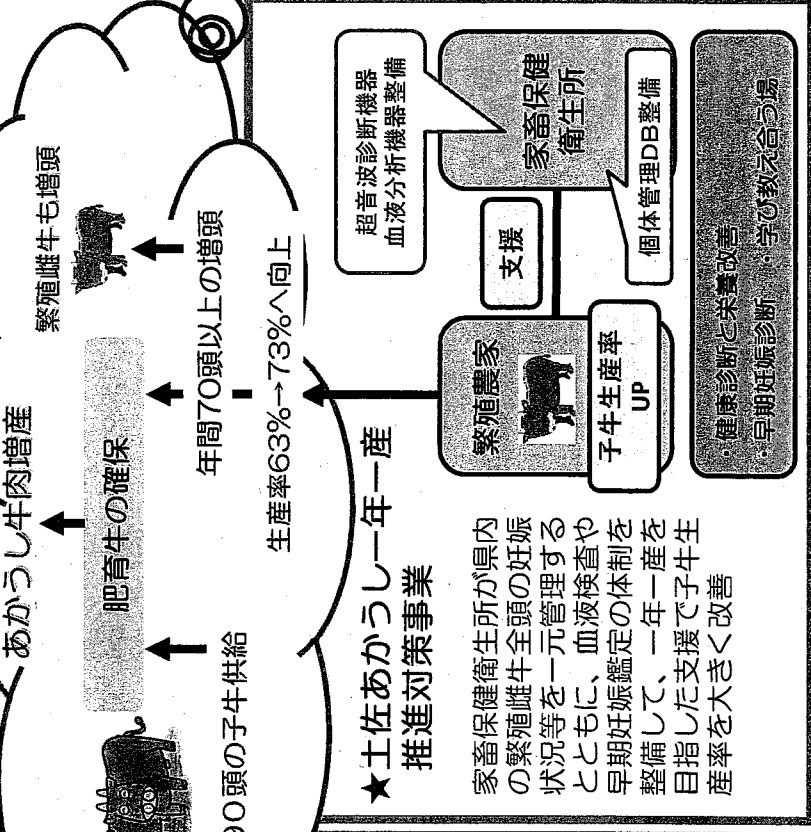 あかうし牛肉増産
肥育牛の確保
繁殖雌牛も増頭
90頭の子牛供給
年間70頭以上の増頭
生産率63%→73%へ向上
★土佐あかうし一年一産
推進対策事業
家畜保健衛生所が県内
の繁殖雌牛全頭の妊娠
状況等を一元管理する
とともに、血液検査や
早期妊娠鑑定の体制を
整備して、一年一産を
目指した支援で子牛生
産率を大きく改善
繁殖農家
子牛生産率
UP
支援
超音波診断機器
血液分析機器整備
家畜保健
衛生所
個体管理DB整備
・健康診断と栄養改善
・早期妊娠診断 ・学び教え合う場